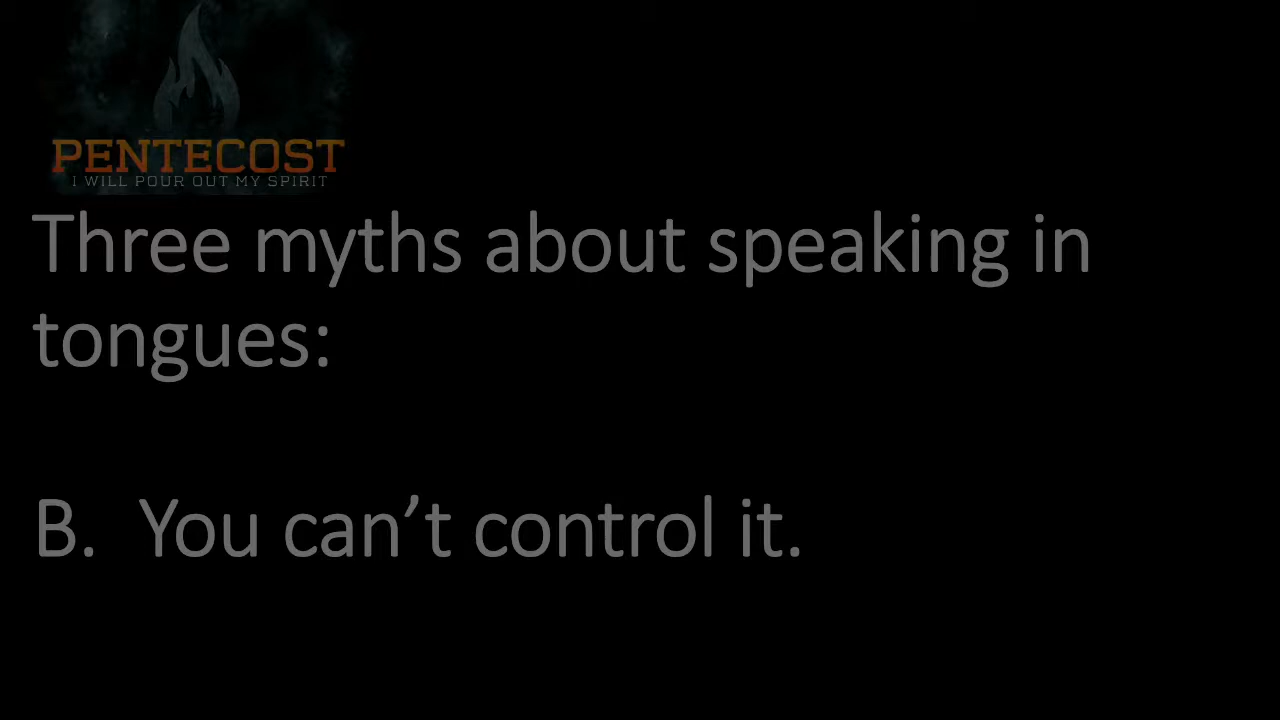 PENTECOST
I WILL POUR OUT MY SPIRIT
Three myths about speaking in
tongues:
B. You can’t control it.